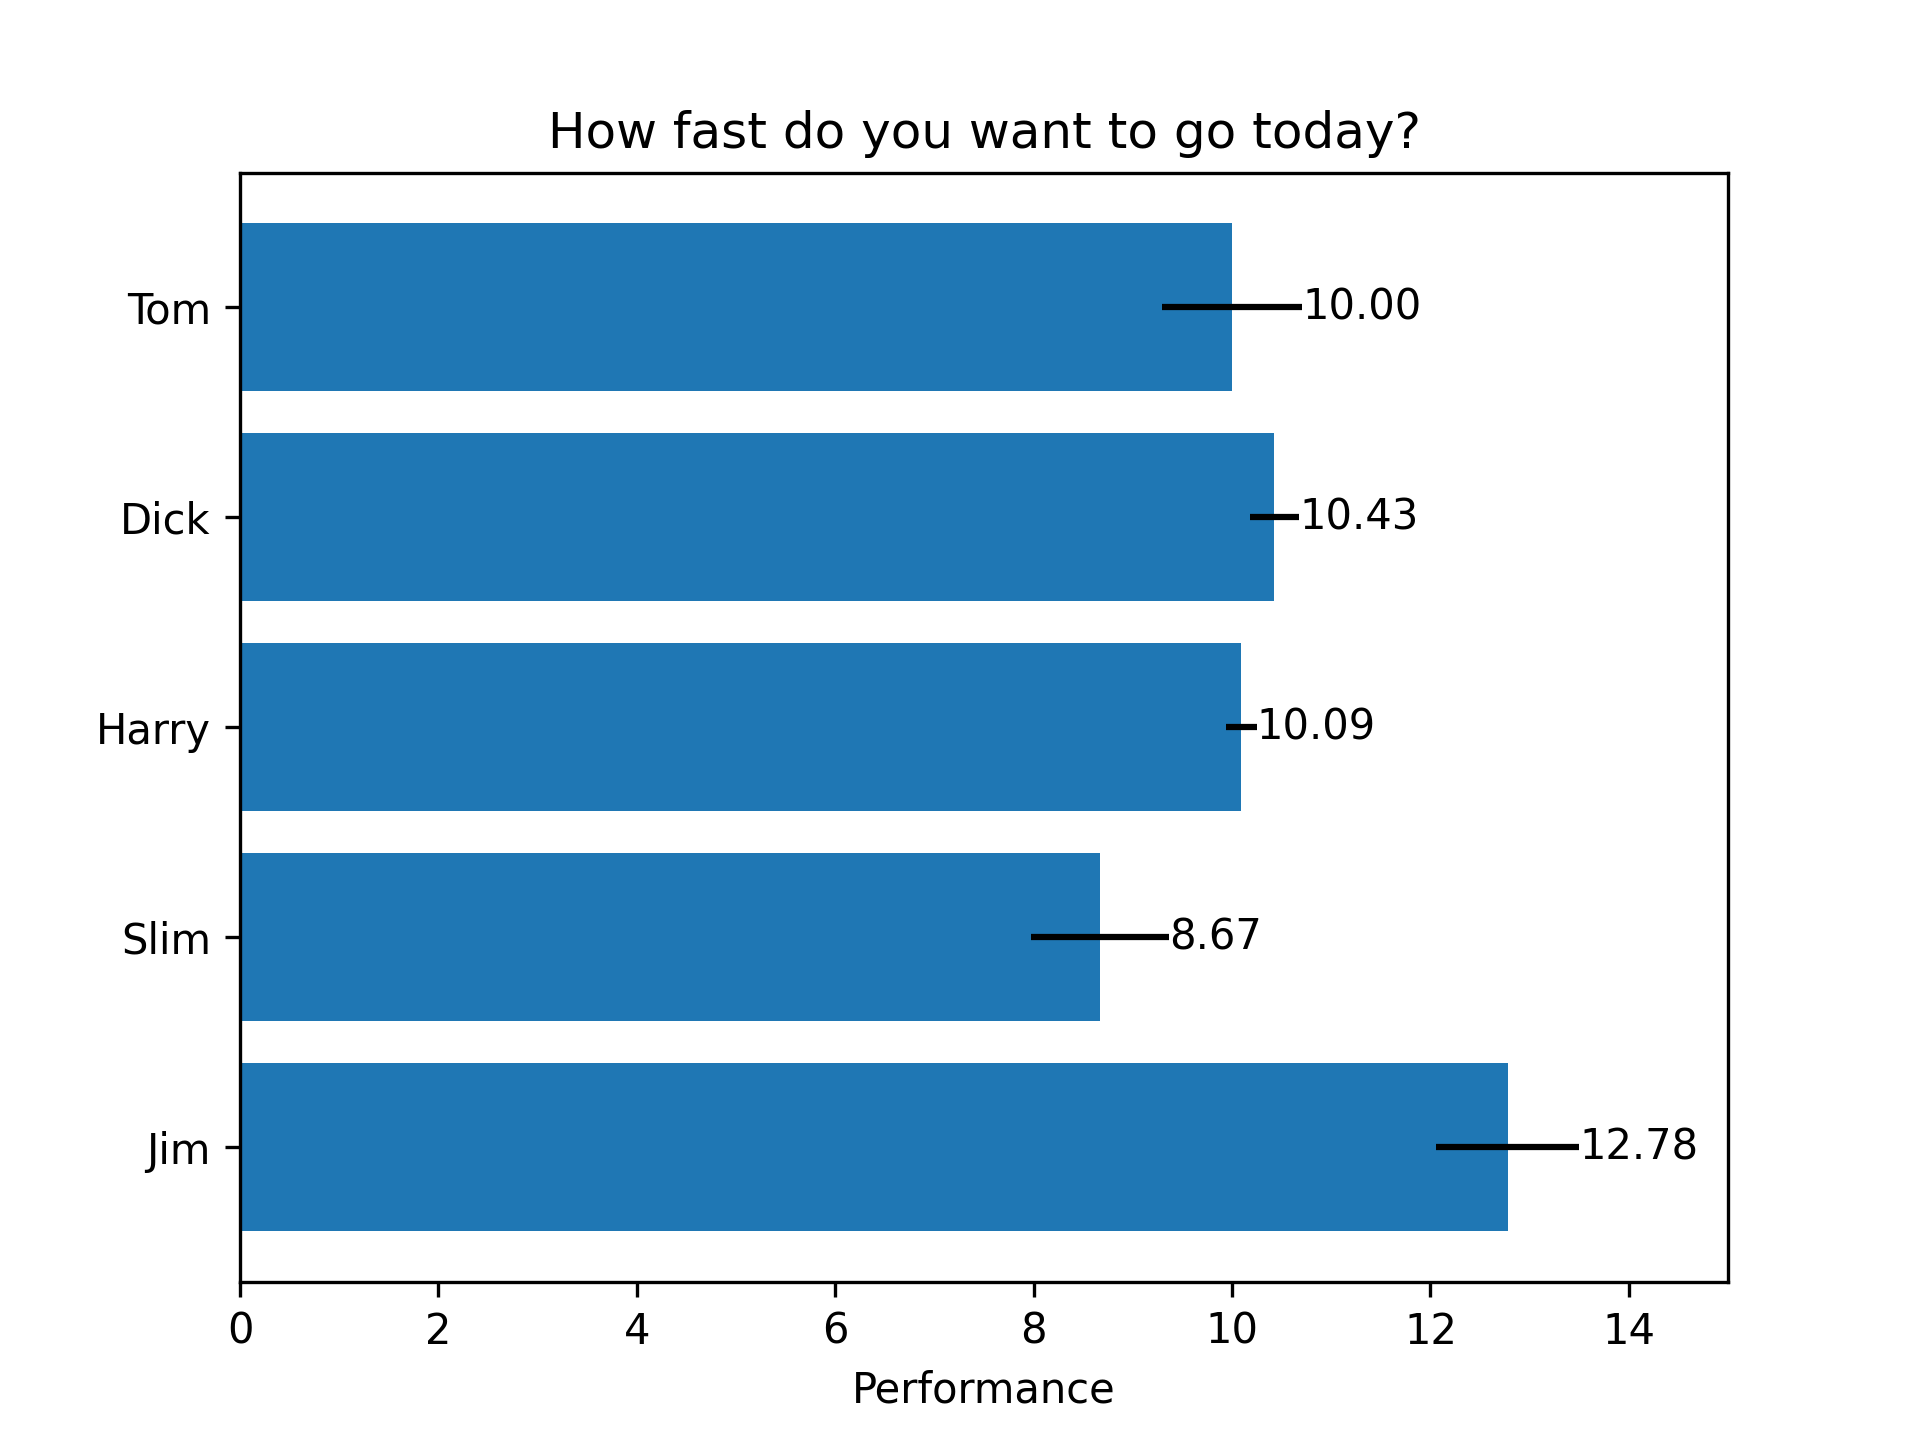 How fast do you want to go today?
Tom
10.00
Dick
10.43
Harry
10.09
Slim
8.67
Jim
12.78
0 2 4 6 8 10 12 14
Performance